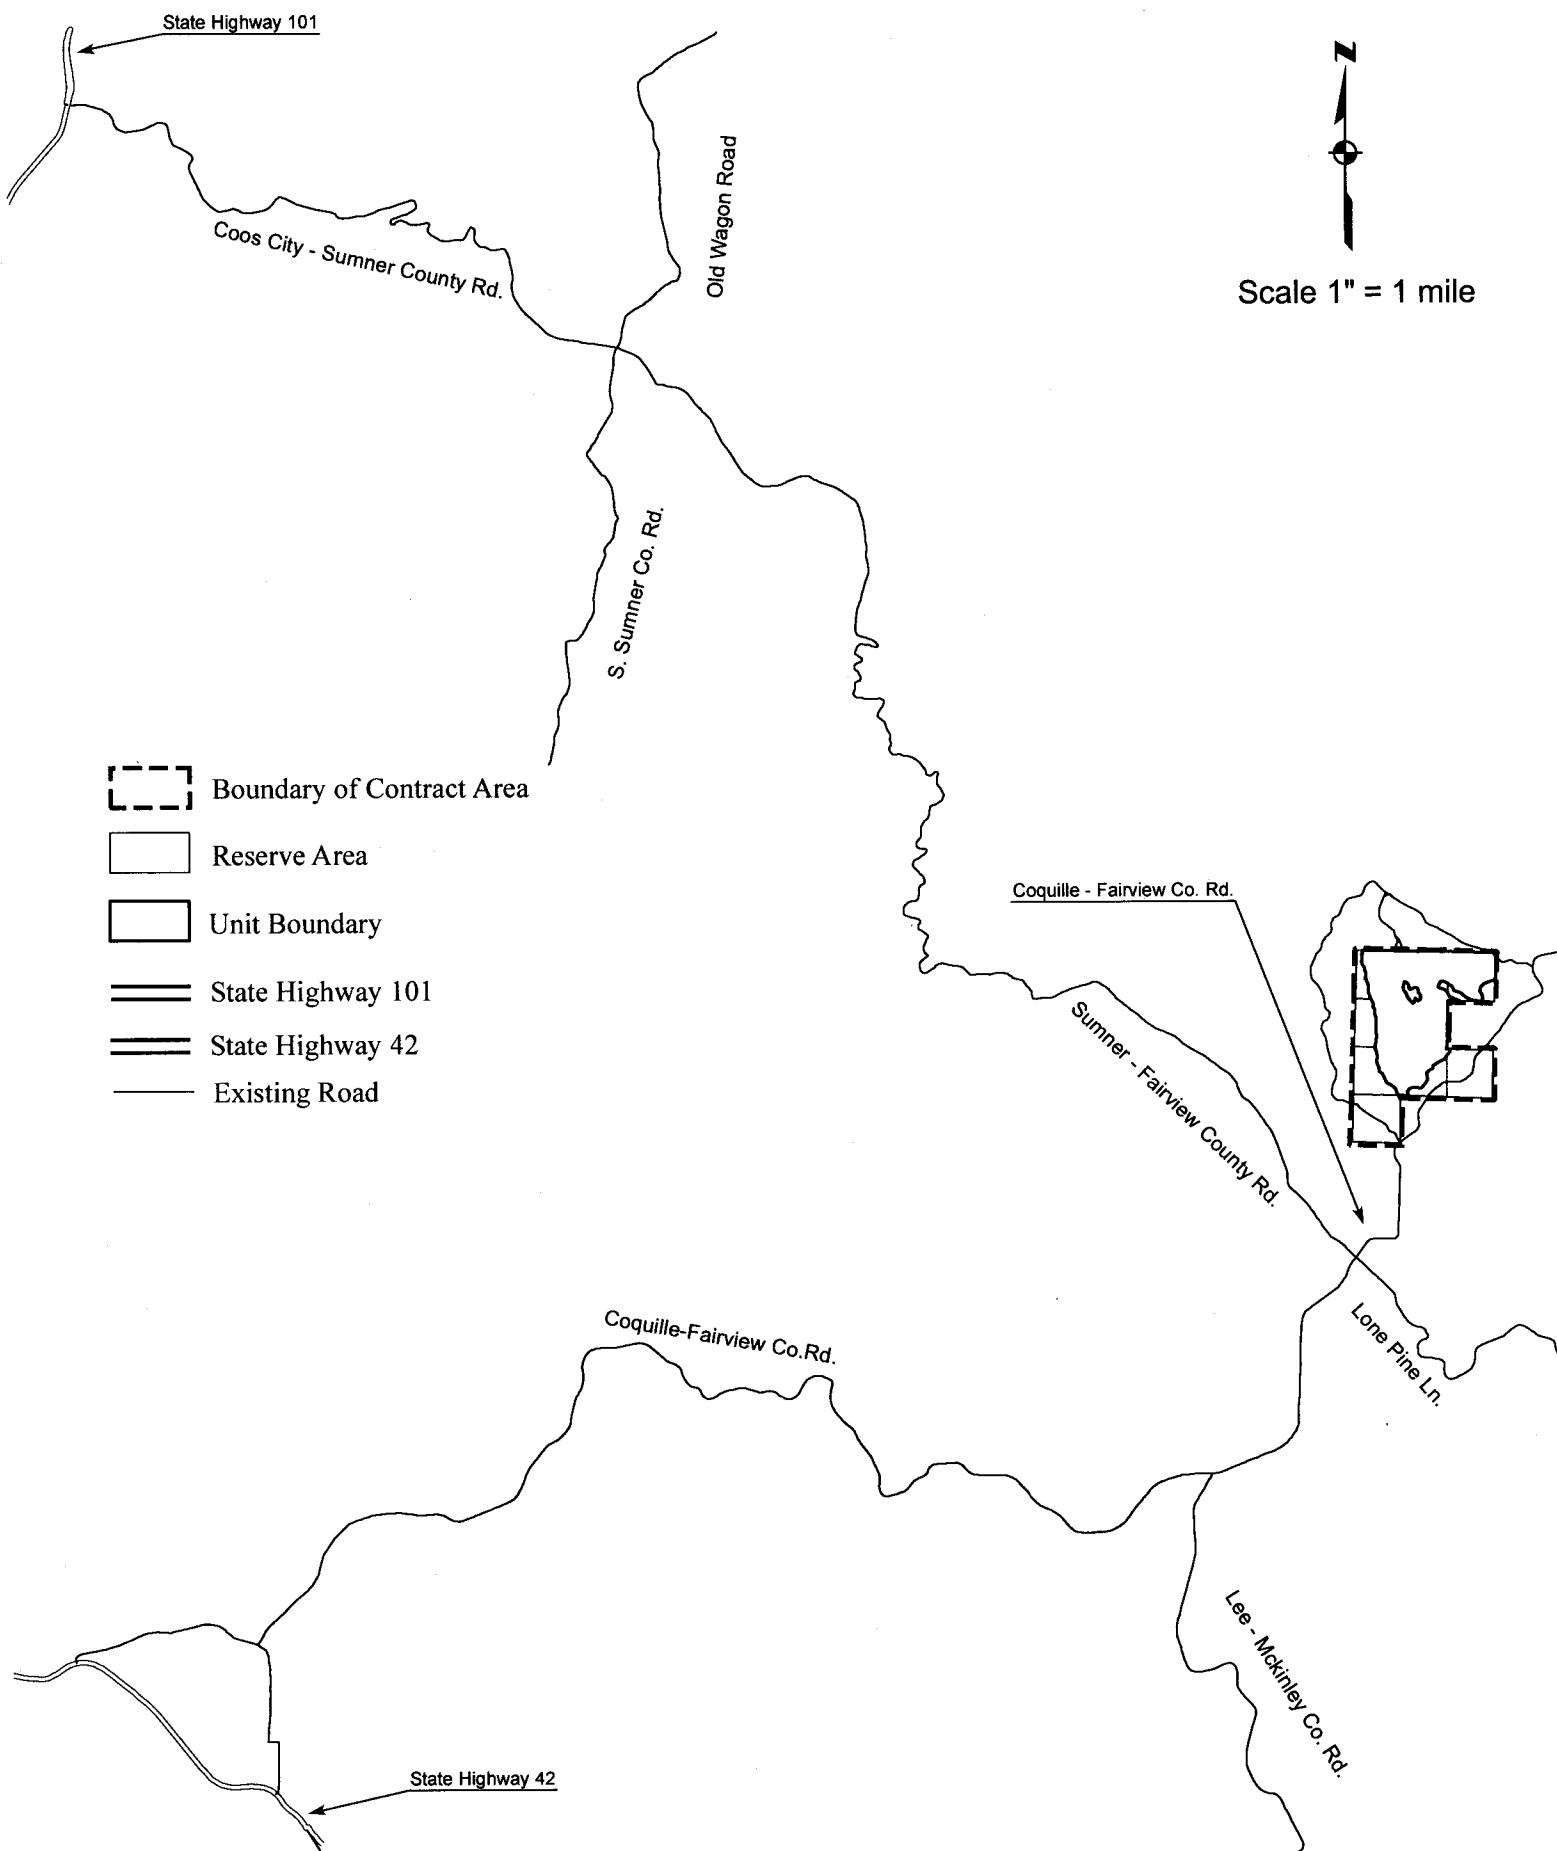 State Highway 101
N
Old Wagon Road
Coos City - Sumner County Rd.
Scale 1" = 1 mile
S. Sumner Co. Rd.
Boundary of Contract Area
Reserve Area
Unit Boundary
State Highway 101
State Highway 42
Existing Road
Coquille - Fairview Co. Rd.
Sumner - Fairview County Rd.
Lone Pine Ln.
Coquille-Fairview Co.Rd.
Lee - Mckinley Co. Rd.
State Highway 42